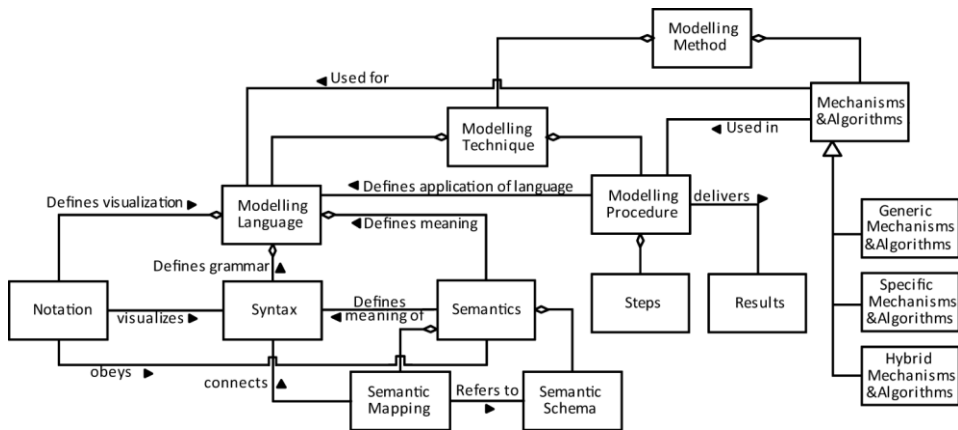 Modelling
Method
Used for
Mechanisms
&Algorithms
Modelling
Technique
Used in
Defines application of language
Modelling
Procedure
delivers
Defines visualization
Modelling
Language
Defines meaning
Generic
Mechanisms
&Algorithms
Defines grammar
Notation
visualizes
Syntax
Defines
meaning of
Semantics
Steps
Results
Specific
Mechanisms
&Algorithms
obeys
connects
Semantic
Mapping
Refers to
Semantic
Schema
Hybrid
Mechanisms
&Algorithms